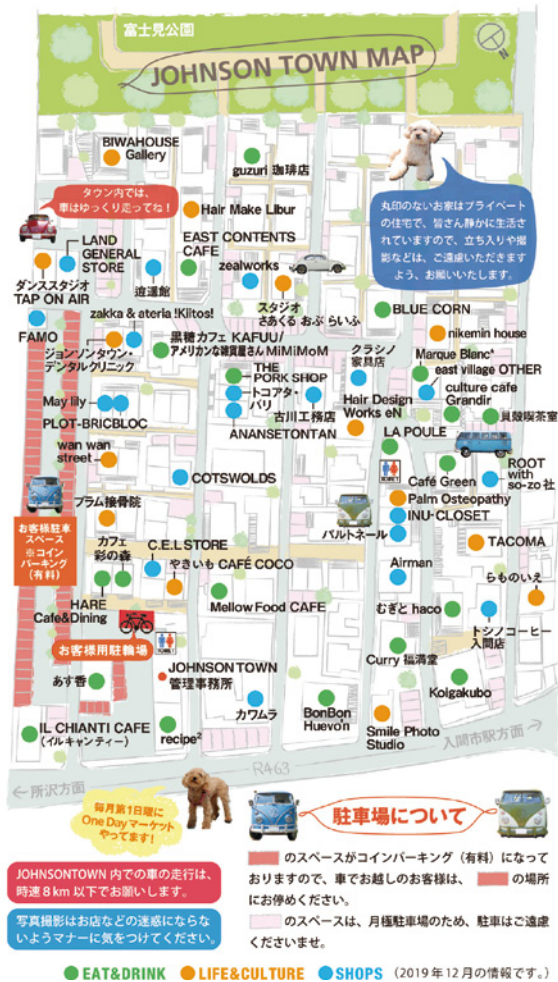 富士見公園
JOHNSON TOWN MAP
N
BIWAHOUSE
Gallery
guzuri 珈琲店
タウン内では、
車はゆっくり走ってね！
丸印のないお家はプライベート
の住宅で、皆さん静かに生活さ
れていますので、立ち入りや撮
影などは、ご遠慮いただきます
よう、お願いいたします。
Hair Make Libur
LAND
GENERAL
STORE
EAST CONTENTS
CAFE
zealworks
ダンススタジオ
TAP ON AIR
逍遥館
スタジオ
さあくる おぶ らいふ
BLUE CORN
FAMO
zakka & ateria !Kiitos!
ジョンソンタウン・
デンタルクリニック
黒糖カフェ KAFUU/
アメリカンな雑貨屋さん MiMiMoM
クラシノ
家具店
nikemin house
Marque Blanc⁺
east village OTHER
culture cafe
Grandir
THE
PORK SHOP
トコアタ・
バリ
ANANSETONTAN
古川工務店
Hair Design
Works eN
貝殻喫茶室
May lily
PLOT-BRICBLOC
LA POULE
wan wan
street
COTSWOLDS
TOILET
Café Green
ROOT
with
so-zo社
お客様駐車
スペース
※コイン
パーキング
(有料)
プラム接骨院
パルトネール
Palm Osteopathy
INU-CLOSET
TACOMA
カフェ
彩の森
C.E.L STORE
やきいも CAFÉ COCO
Airman
らものいえ
HARE
Cafe&Dining
Mellow Food CAFE
むぎと haco
トシノコーヒー
入間店
お客様用駐輪場
TOILET
JOHNSON TOWN
管理事務所
Curry 福満堂
あす香
Koigakubo
IL CHIANTI CAFE
(イルキャンティー)
recipe²
カワムラ
BonBon
Huevo'n
Smile Photo
Studio
入間市駅方面→
R463
←所沢方面
毎月第1日曜に
One Day マーケット
やってます！
駐車場について
JOHNSONTOWN 内での車の走行は、
時速8km以下でお願いします。
写真撮影はお店などの迷惑にならな
いようマナーに気をつけてください。
のスペースがコインパーキング（有料）になって
おりますので、車でお越しのお客様は、の場所
にお停めください。
のスペースは、月極駐車場のため、駐車はご遠慮
くださいませ。
EAT&DRINK LIFE&CULTURE SHOPS （2019年12月の情報です。）